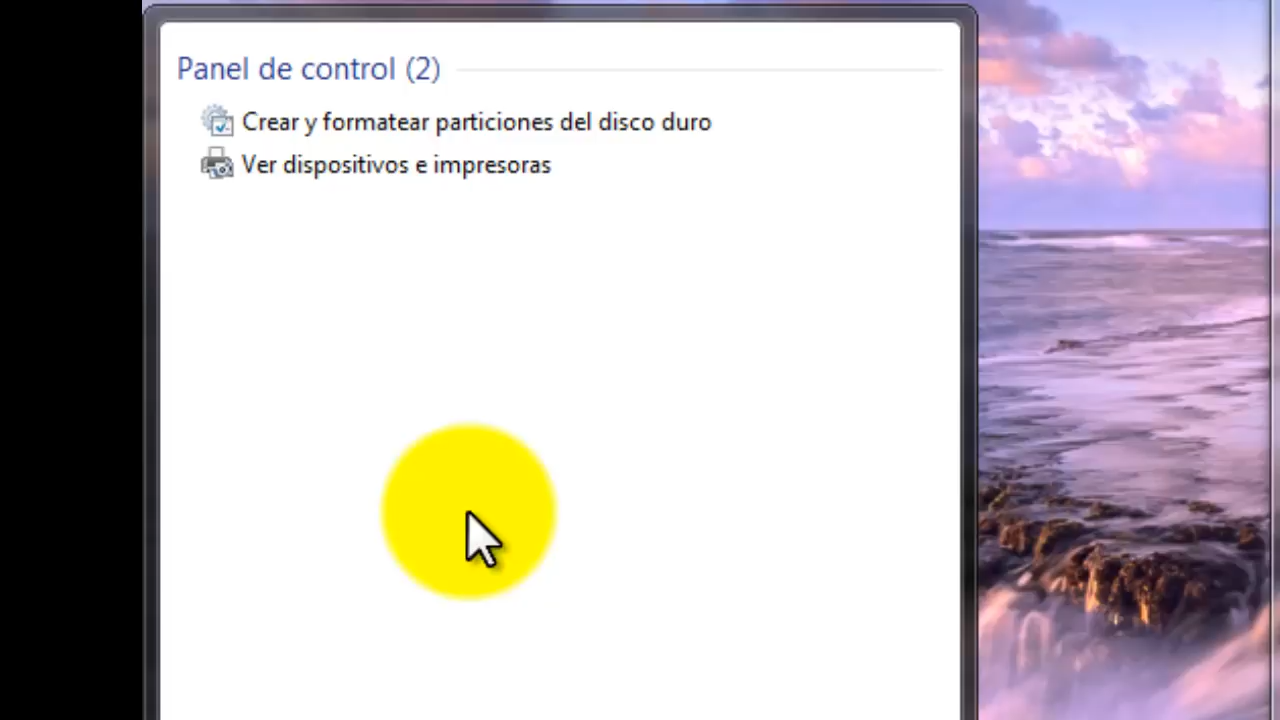 Panel de control (2)
Crear y formatear particiones del disco duro
Ver dispositivos e impresoras